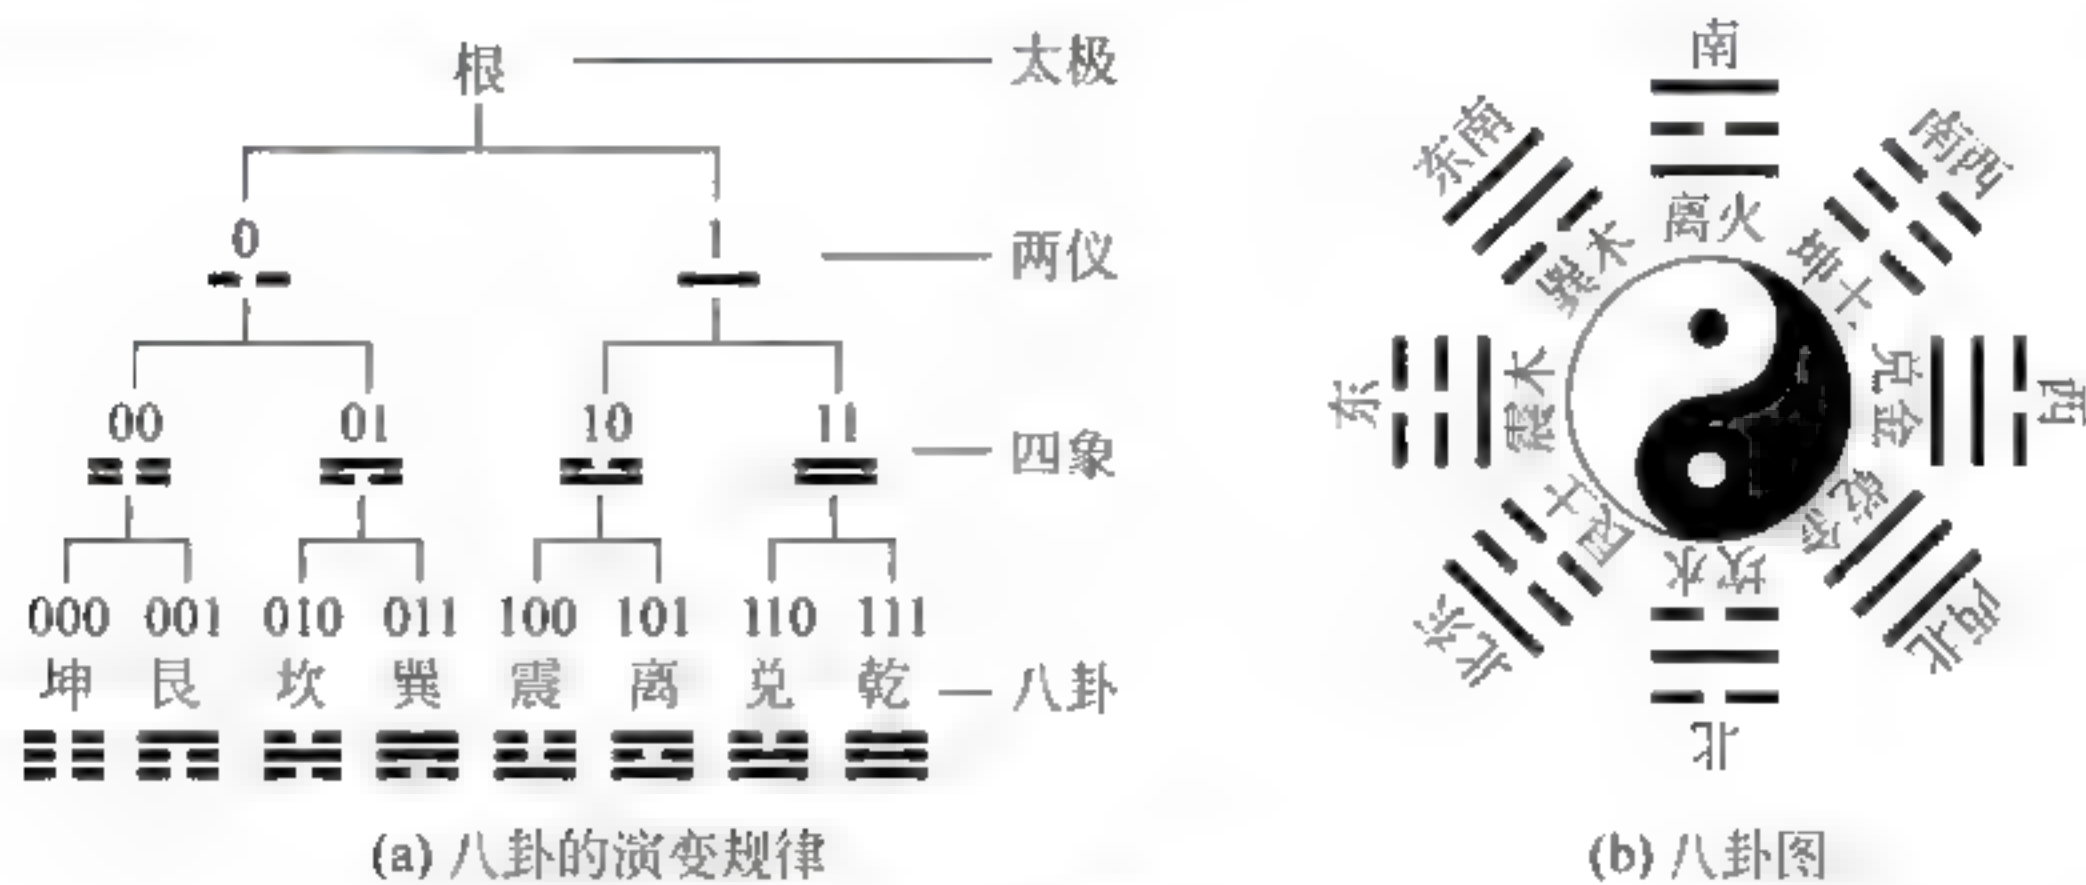 根 太极
0 1 两仪
00 01 10 11 四象
000 001 010 011 100 101 110 111
坤 艮 坎 巽 震 离 兑 乾 八卦
(a) 八卦的演变规律
南
东南
南西
离火
巽木
坤土
东
震木
兑金
西
艮土
乾金
坎水
北东
西北
北
(b) 八卦图